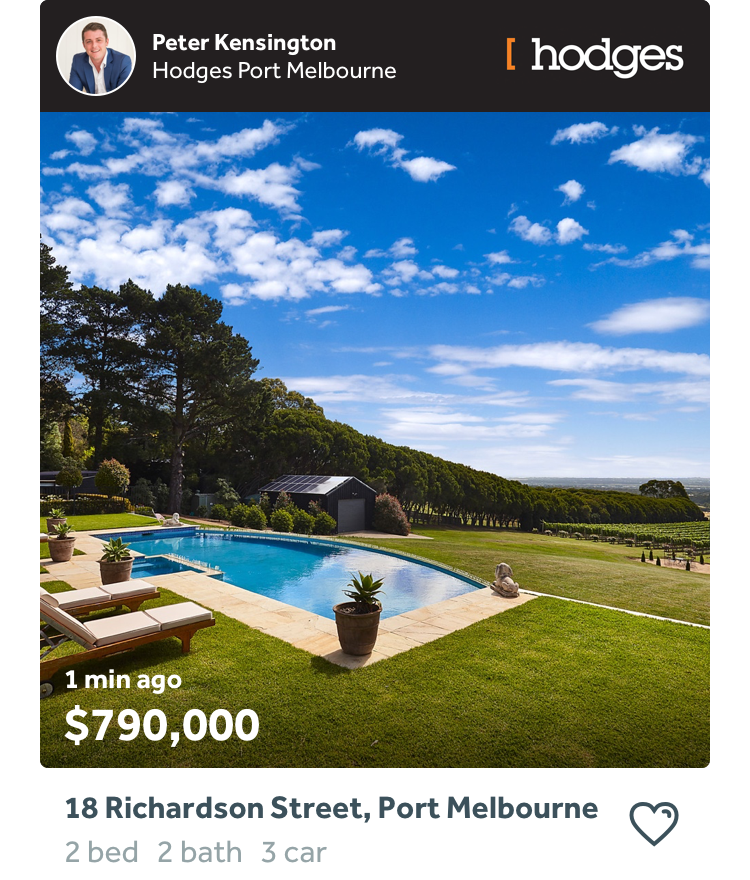 Peter Kensington
Hodges Port Melbourne
hodges
1 min ago
$790,000
18 Richardson Street, Port Melbourne
2 bed 2 bath 3 car